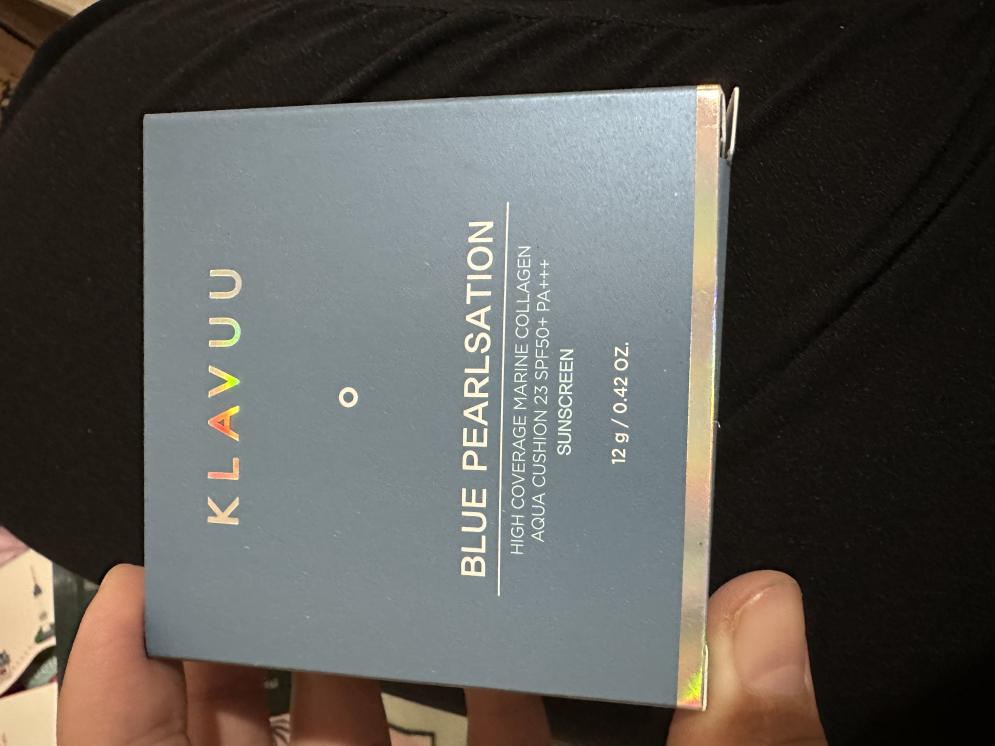 KLAVUU
BLUE PEARLSATION
HIGH COVERAGE MARINE COLLAGEN
AQUA CUSHION 23 SPF50+ PA+++
SUNSCREEN
12 g / 0.42 OZ.